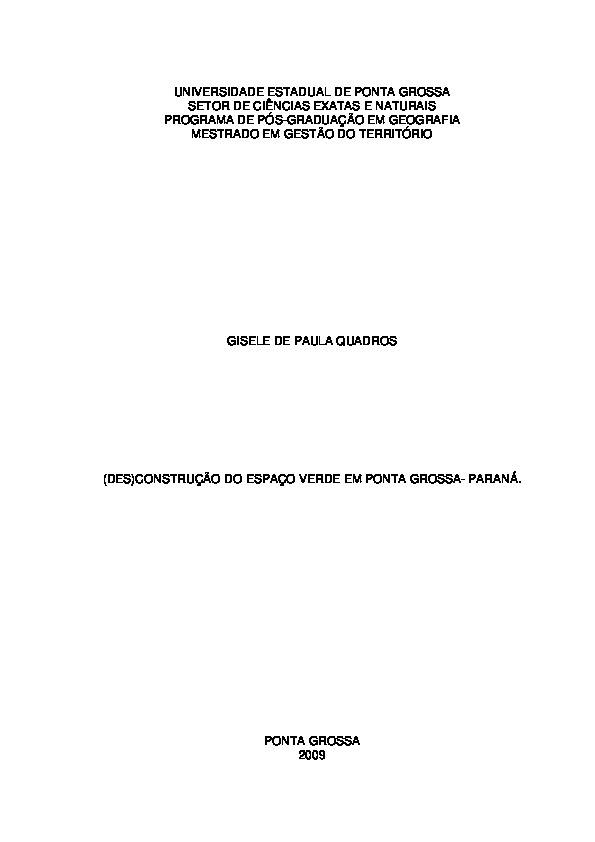 UNIVERSIDADE ESTADUAL DE PONTA GROSSA
SETOR DE CIÊNCIAS EXATAS E NATURAIS
PROGRAMA DE PÓS-GRADUAÇÃO EM GEOGRAFIA
MESTRADO EM GESTÃO DO TERRITÓRIO
GISELE DE PAULA QUADROS
(DES)CONSTRUÇÃO DO ESPAÇO VERDE EM PONTA GROSSA- PARANÁ.
PONTA GROSSA
2009